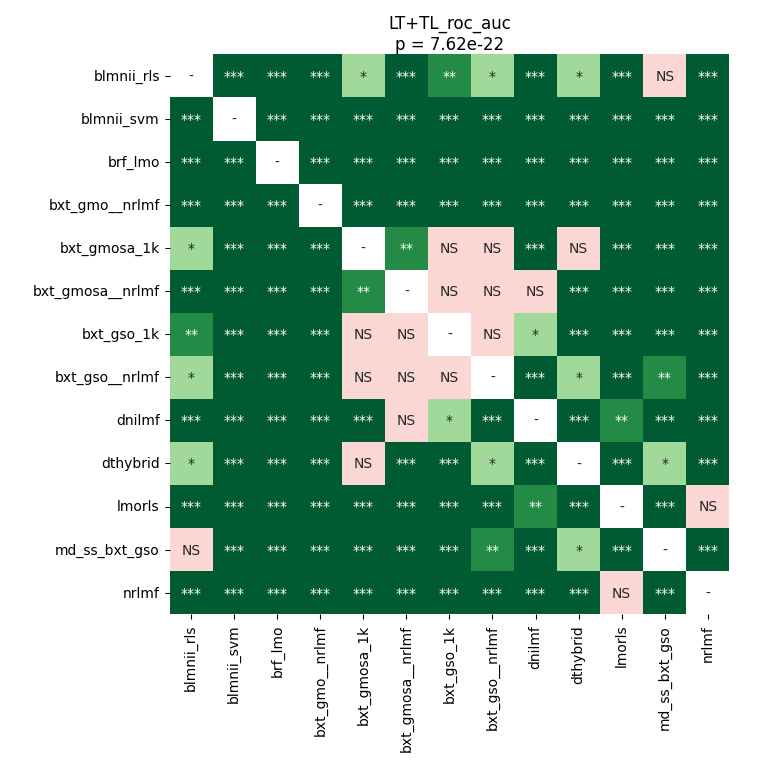 LT+TL_roc_auc
p = 7.62e-22
blmnii_rls - *** *** *** * *** ** * *** * *** NS ***
blmnii_svm *** - *** *** *** *** *** *** *** *** *** *** ***
brf_lmo *** *** - *** *** *** *** *** *** *** *** *** ***
bxt_gmo__nrlmf *** *** *** - *** *** *** *** *** *** *** *** ***
bxt_gmosa_1k * *** *** *** - ** NS NS *** NS *** *** ***
bxt_gmosa__nrlmf *** *** *** *** ** - NS NS NS *** *** *** ***
bxt_gso_1k ** *** *** *** NS NS - NS * *** *** *** ***
bxt_gso__nrlmf * *** *** *** NS NS NS - *** * *** ** ***
dnilmf *** *** *** *** *** NS * *** - *** ** *** ***
dthybrid * *** *** *** NS *** *** * *** - *** * ***
lmorls *** *** *** *** *** *** *** *** ** *** - *** NS
md_ss_bxt_gso NS *** *** *** *** *** *** ** *** * *** - ***
nrlmf *** *** *** *** *** *** *** *** *** *** NS *** -
blmnii_rls
blmnii_svm
brf_lmo
bxt_gmo__nrlmf
bxt_gmosa_1k
bxt_gmosa__nrlmf
bxt_gso_1k
bxt_gso__nrlmf
dnilmf
dthybrid
lmorls
md_ss_bxt_gso
nrlmf